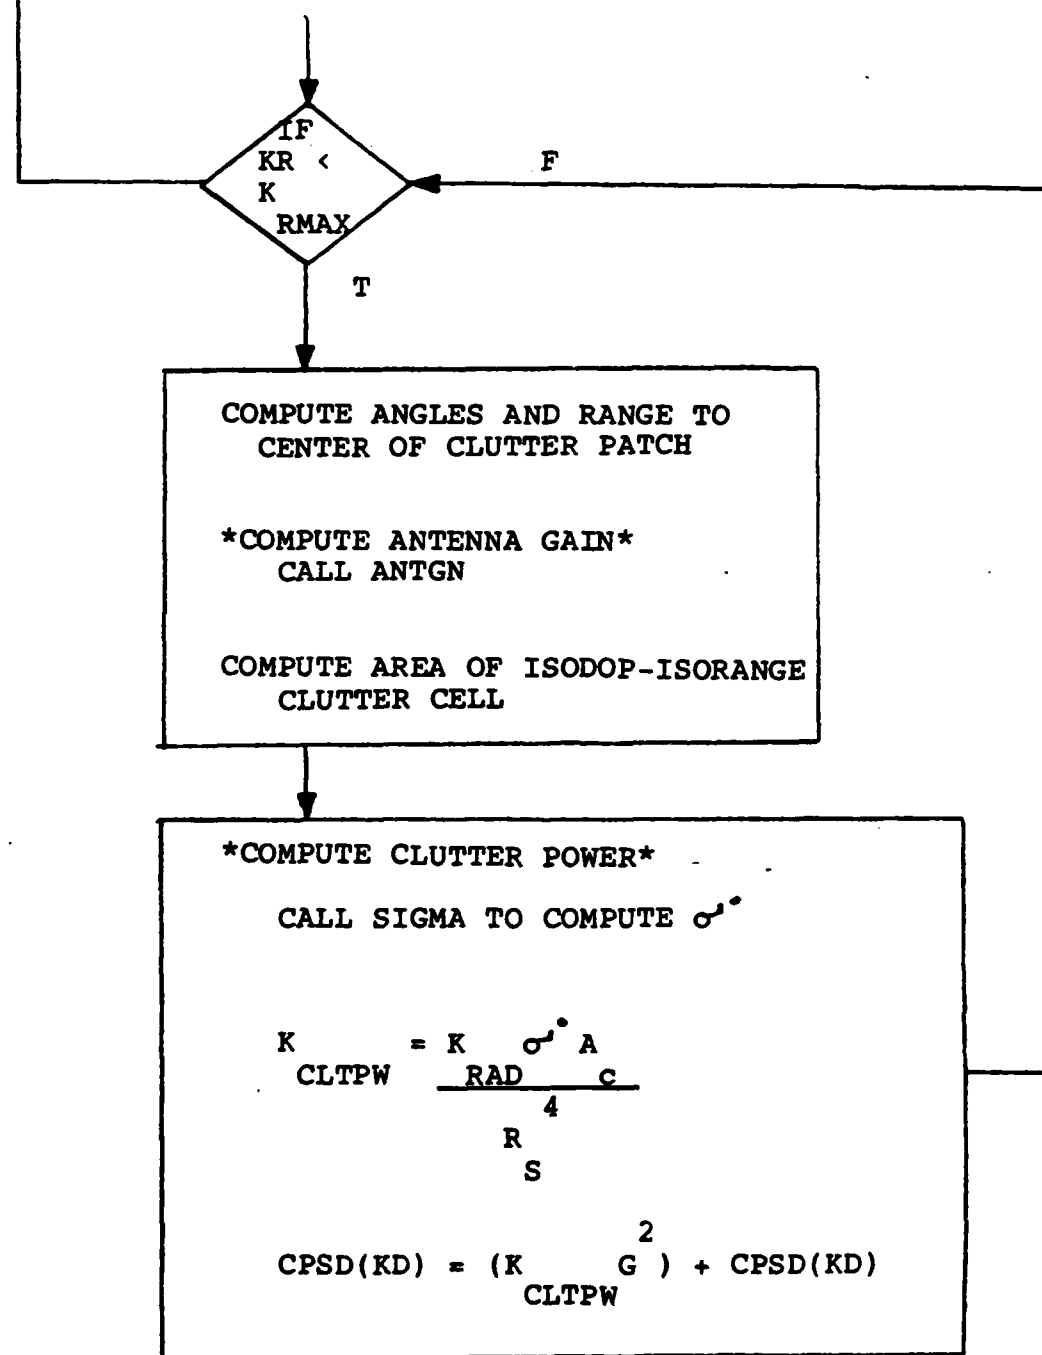 IF
KR <
K
RMAX
F
T
COMPUTE ANGLES AND RANGE TO
CENTER OF CLUTTER PATCH
*COMPUTE ANTENNA GAIN*
CALL ANTGN
COMPUTE AREA OF ISODOP-ISORANGE
CLUTTER CELL
*COMPUTE CLUTTER POWER*
CALL SIGMA TO COMPUTE σ°
K = K σ° A
CLTPW RAD c
4
R
S
2
CPSD(KD) = (K G ) + CPSD(KD)
CLTPW